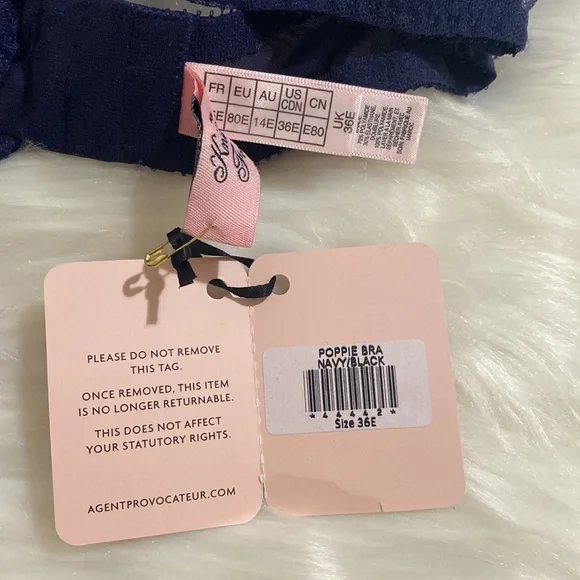 FR EU AU US CDN CN
80E 14E 36E E80
UK 36E
PLEASE DO NOT REMOVE
THIS TAG.
ONCE REMOVED, THIS ITEM
IS NO LONGER RETURNABLE.
THIS DOES NOT AFFECT
YOUR STATUTORY RIGHTS.
AGENTPROVOCATEUR.COM
POPPIE BRA
NAVY/BLACK
*44442*
Size 36E